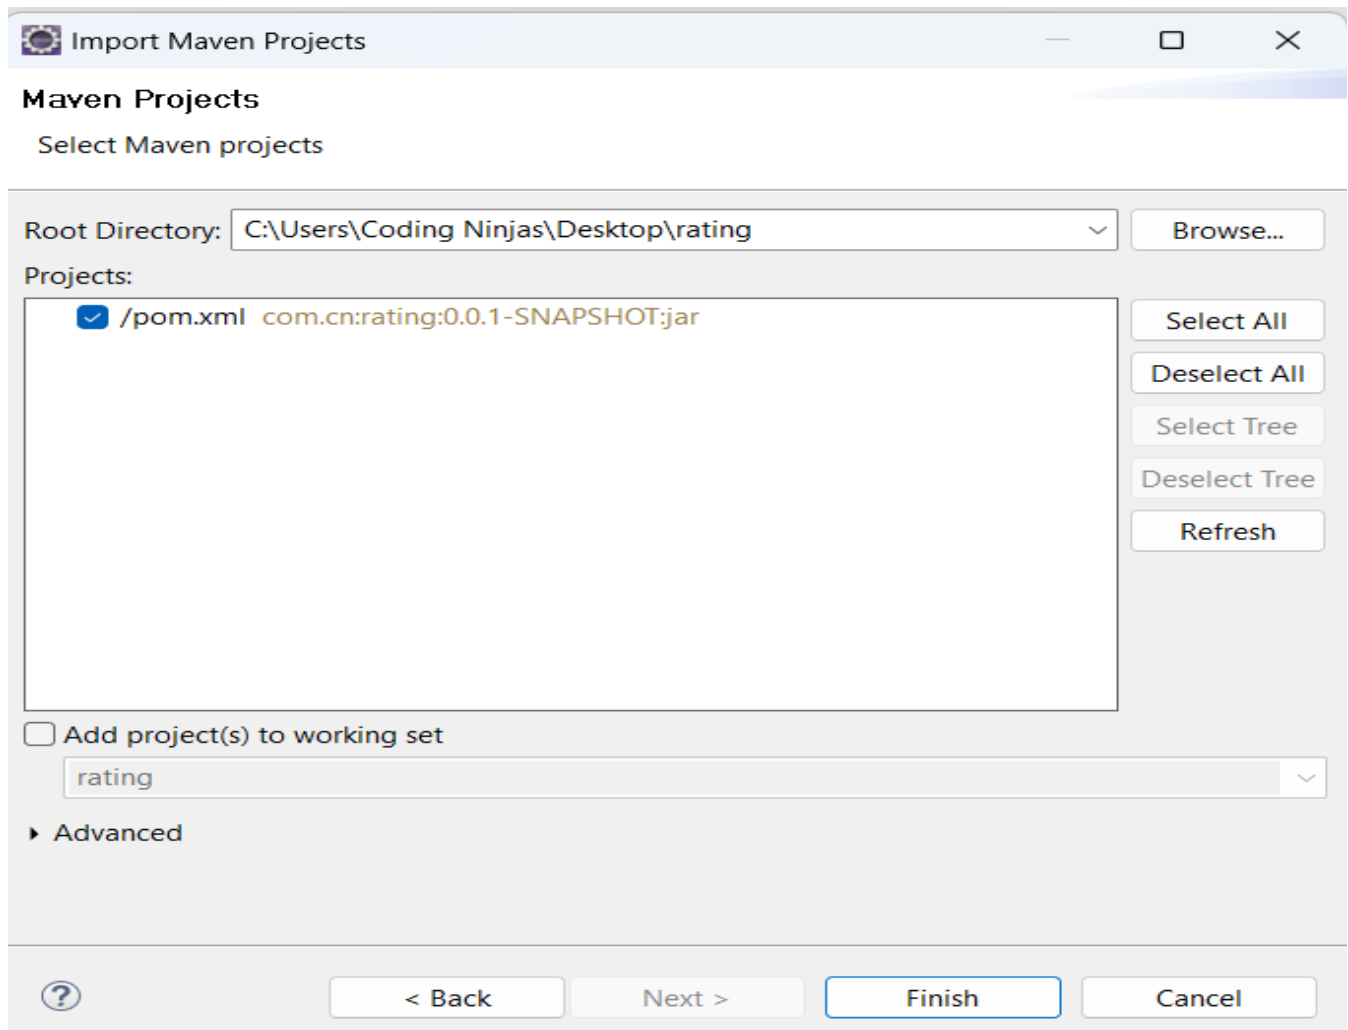 Import Maven Projects
Maven Projects
Select Maven projects
Root Directory: C:\Users\Coding Ninjas\Desktop\rating Browse...
Projects:
/pom.xml com.cn:rating:0.0.1-SNAPSHOT:jar
Select All
Deselect All
Select Tree
Deselect Tree
Refresh
Add project(s) to working set
rating
Advanced
? < Back Next > Finish Cancel